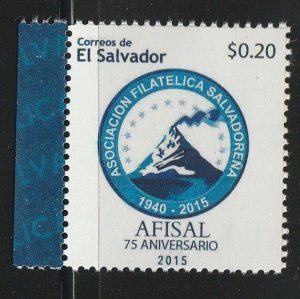 Correos de
El Salvador
$0.20
ASOCIACION FILATELICA SALVADOREÑA
1940 - 2015
AFISAL
75 ANIVERSARIO
2015